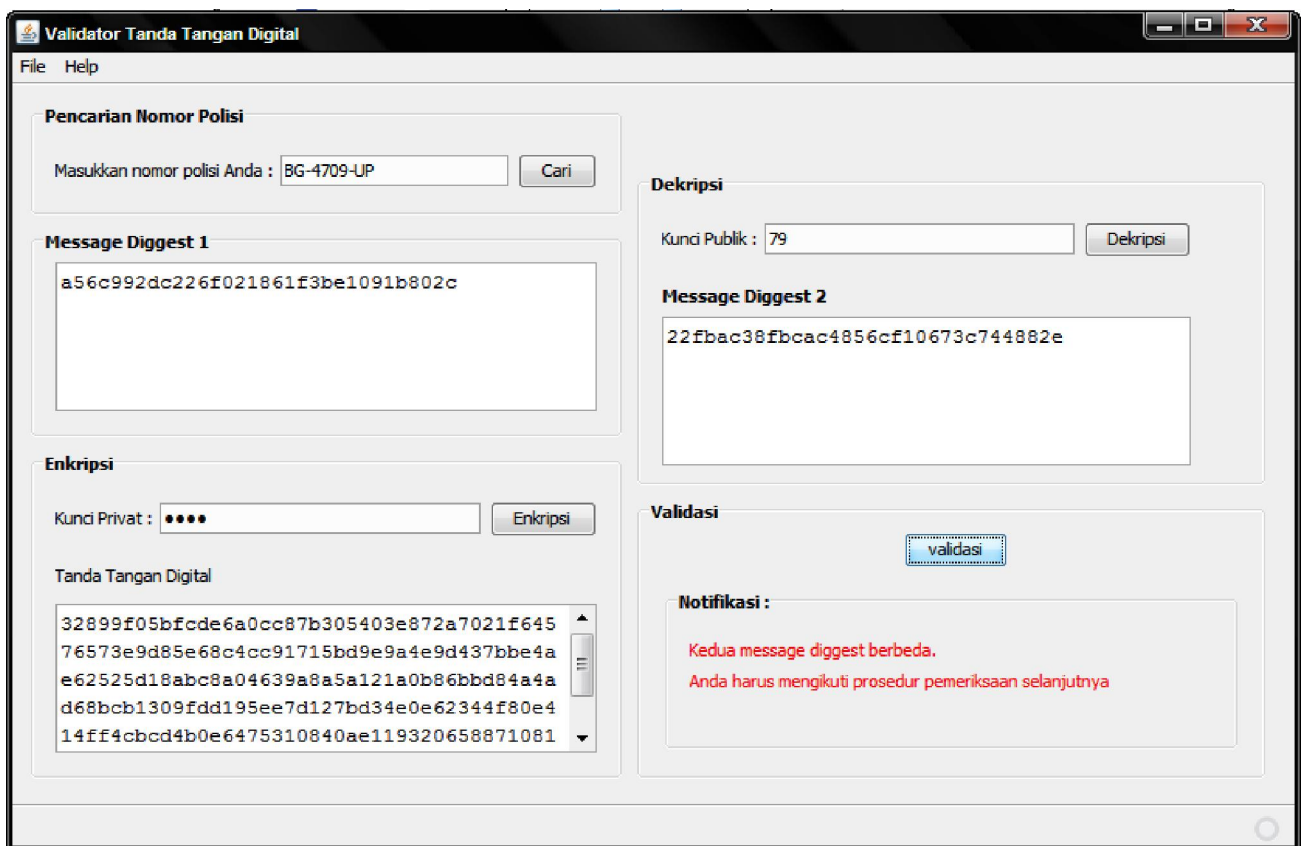 Validator Tanda Tangan Digital
File Help
Pencarian Nomor Polisi
Masukkan nomor polisi Anda : BG-4709-UP Cari
Message Diggest 1
a56c992dc226f021861f3be1091b802c
Enkripsi
Kunci Privat : •••• Enkripsi
Tanda Tangan Digital
32899f05bfcde6a0cc87b305403e872a7021f645
76573e9d85e68c4cc91715bd9e9a4e9d437bbe4a
e62525d18abc8a04639a8a5a121a0b86bbd84a4a
d68bcb1309fdd195ee7d127bd34e0e62344f80e4
14ff4cbcd4b0e6475310840ae119320658871081
Dekripsi
Kunci Publik : 79 Dekripsi
Message Diggest 2
22fbac38fbcac4856cf10673c744882e
Validasi
validasi
Notifikasi :
Kedua message diggest berbeda.
Anda harus mengikuti prosedur pemeriksaan selanjutnya